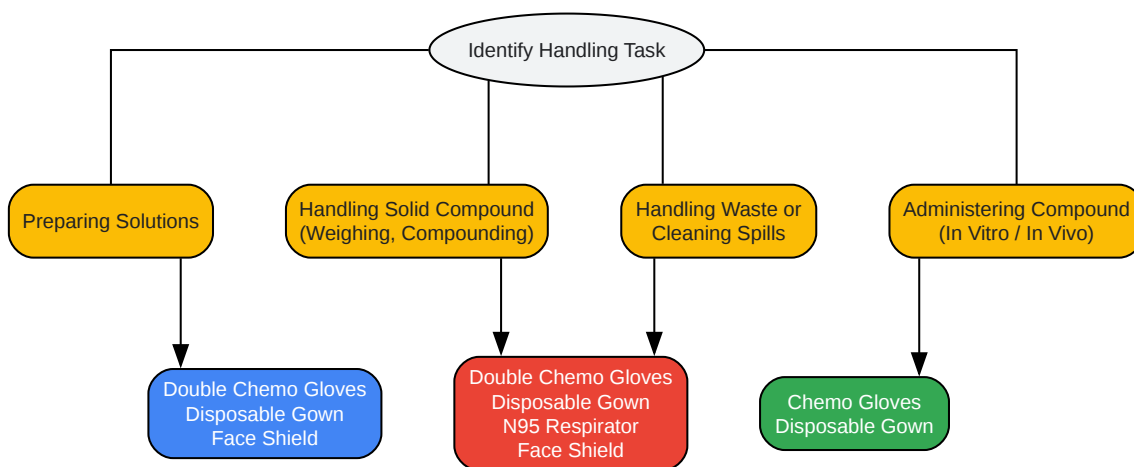 Identify Handling Task
Preparing Solutions
Handling Solid Compound
(Weighing, Compounding)
Handling Waste or
Cleaning Spills
Administering Compound
(In Vitro / In Vivo)
Double Chemo Gloves
Disposable Gown
Face Shield
Double Chemo Gloves
Disposable Gown
N95 Respirator
Face Shield
Chemo Gloves
Disposable Gown